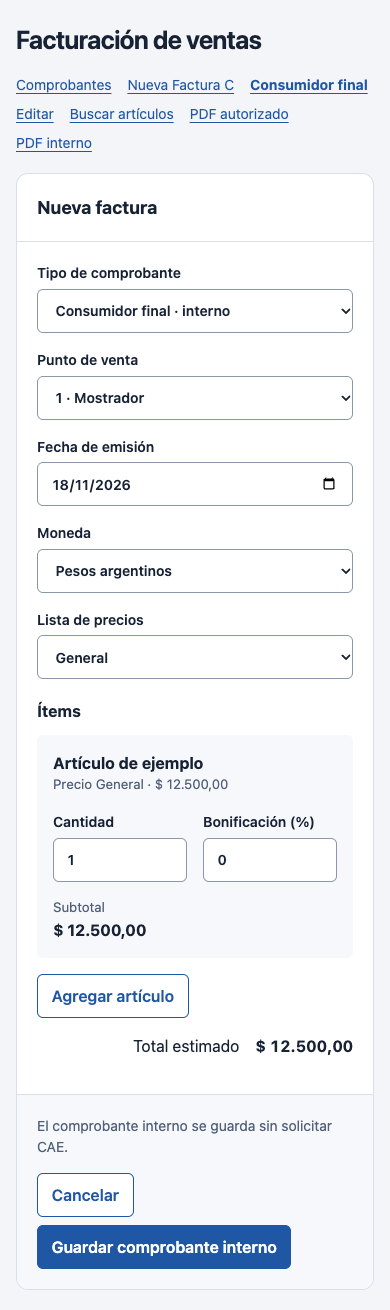 Facturación de ventas
Comprobantes Nueva Factura C Consumidor final
Editar Buscar artículos PDF autorizado
PDF interno
Nueva factura
Tipo de comprobante
Consumidor final · interno
Punto de venta
1 · Mostrador
Fecha de emisión
18/11/2026
Moneda
Pesos argentinos
Lista de precios
General
Ítems
Artículo de ejemplo
Precio General · $ 12.500,00
Cantidad Bonificación (%)
1 0
Subtotal
$ 12.500,00
Agregar artículo
Total estimado $ 12.500,00
El comprobante interno se guarda sin solicitar
CAE.
Cancelar
Guardar comprobante interno